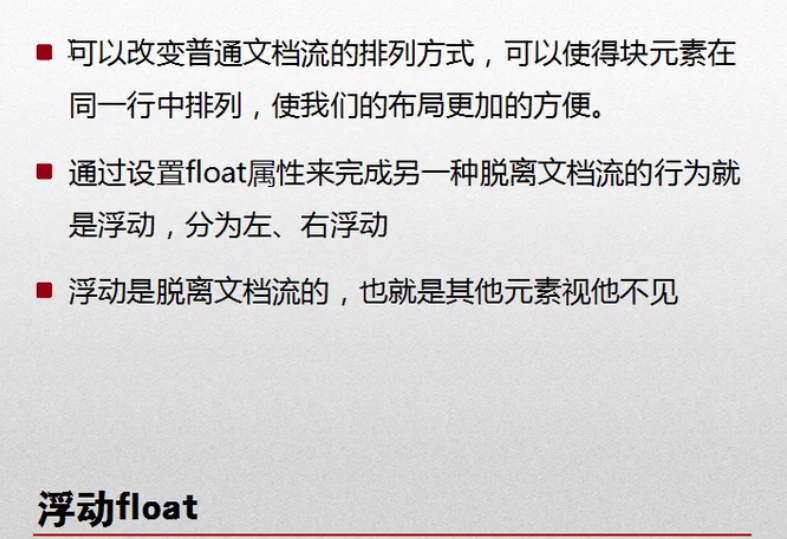 可以改变普通文档流的排列方式，可以使得块元素在
同一行中排列，使我们的布局更加的方便。
通过设置float属性来完成另一种脱离文档流的行为就
是浮动，分为左、右浮动
浮动是脱离文档流的，也就是其他元素视他不见
浮动float